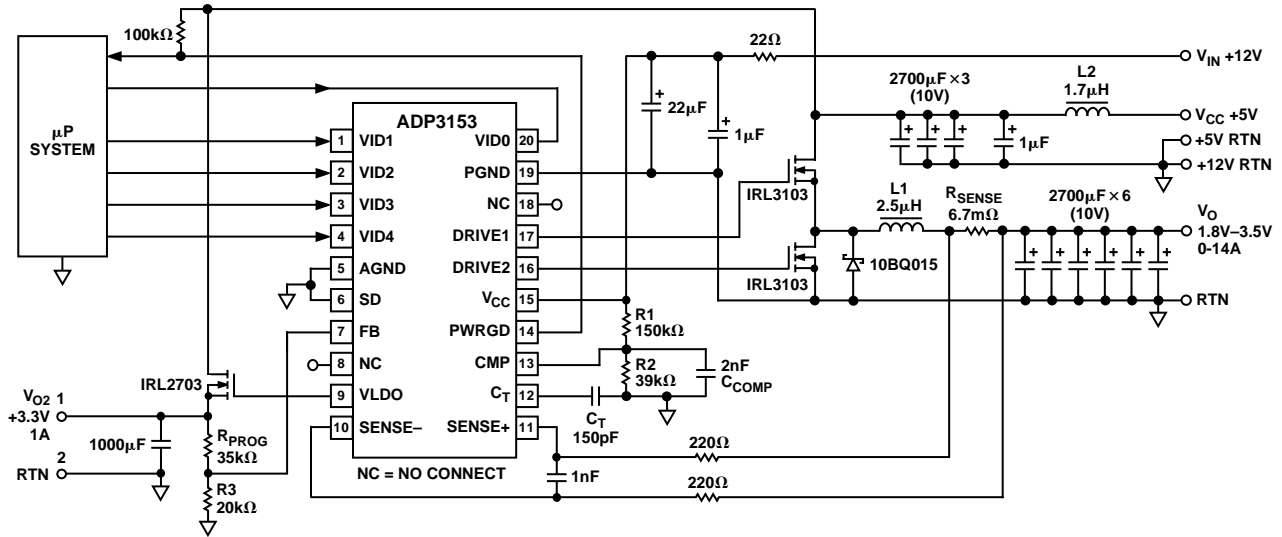 100kΩ
μP
SYSTEM
ADP3153
1
VID1
VID0
20
2
VID2
PGND
19
3
VID3
NC
18
4
VID4
DRIVE1
17
5
AGND
DRIVE2
16
6
SD
VCC
15
7
FB
PWRGD
14
8
NC
CMP
13
9
VLDO
CT
12
10
SENSE–
SENSE+
11
NC = NO CONNECT
22Ω
VIN +12V
22μF
1μF
2700μF × 3
(10V)
L2
1.7μH
1μF
VCC +5V
+5V RTN
+12V RTN
IRL3103
L1
2.5μH
RSENSE
6.7mΩ
2700μF × 6
(10V)
VO
1.8V–3.5V
0-14A
IRL3103
10BQ015
RTN
R1
150kΩ
R2
39kΩ
2nF
CCOMP
CT
150pF
IRL2703
VO2 1
+3.3V
1A
2
RTN
1000μF
RPROG
35kΩ
R3
20kΩ
220Ω
1nF
220Ω